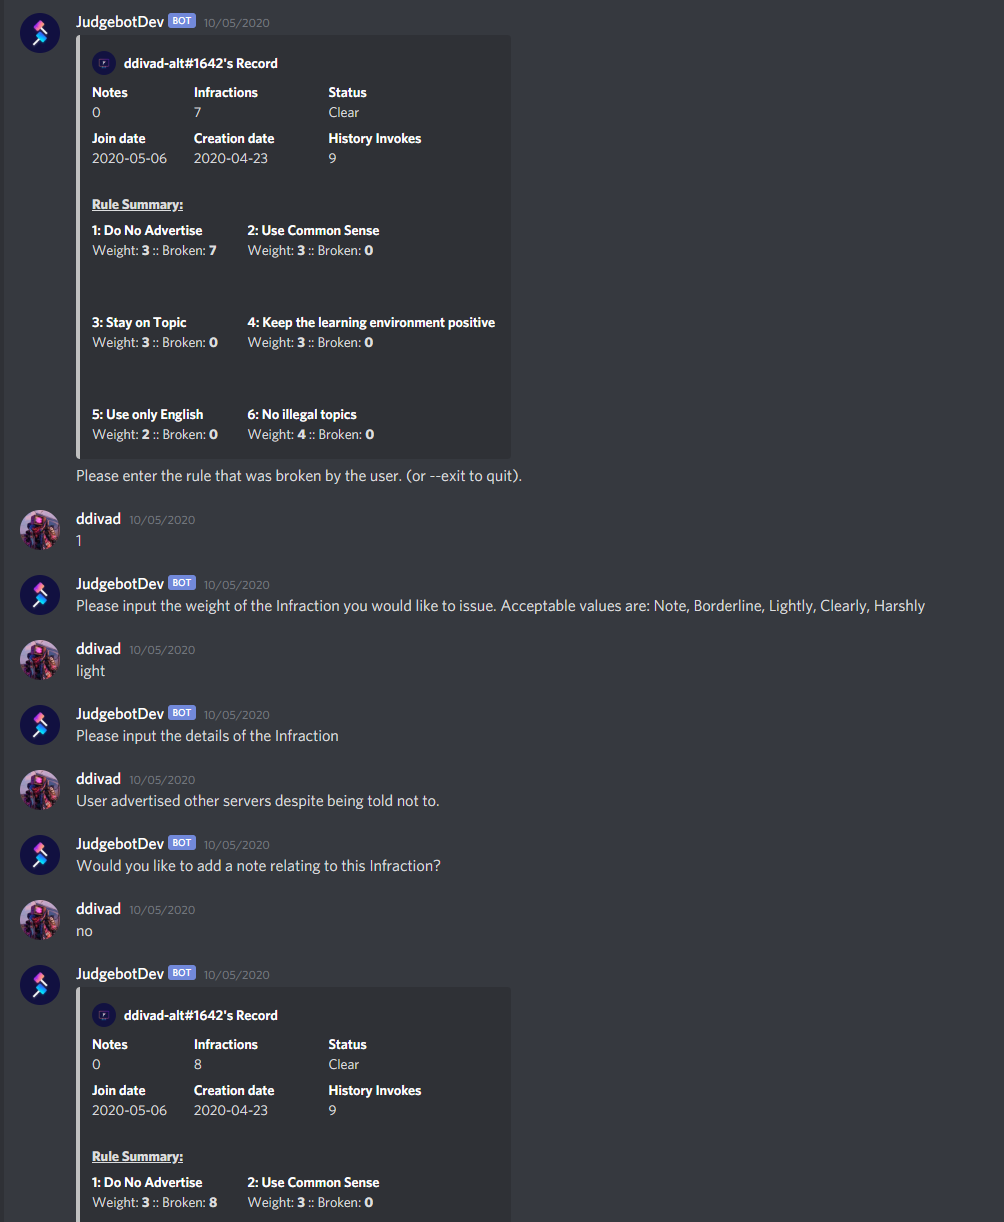 JudgebotDev BOT 10/05/2020
ddivad-alt#1642's Record
Notes Infractions Status
0 7 Clear
Join date Creation date History Invokes
2020-05-06 2020-04-23 9
Rule Summary:
1: Do No Advertise 2: Use Common Sense
Weight: 3 :: Broken: 7 Weight: 3 :: Broken: 0
3: Stay on Topic 4: Keep the learning environment positive
Weight: 3 :: Broken: 0 Weight: 3 :: Broken: 0
5: Use only English 6: No illegal topics
Weight: 2 :: Broken: 0 Weight: 4 :: Broken: 0
Please enter the rule that was broken by the user. (or --exit to quit).
ddivad 10/05/2020
1
JudgebotDev BOT 10/05/2020
Please input the weight of the Infraction you would like to issue. Acceptable values are: Note, Borderline, Lightly, Clearly, Harshly
ddivad 10/05/2020
light
JudgebotDev BOT 10/05/2020
Please input the details of the Infraction
ddivad 10/05/2020
User advertised other servers despite being told not to.
JudgebotDev BOT 10/05/2020
Would you like to add a note relating to this Infraction?
ddivad 10/05/2020
no
JudgebotDev BOT 10/05/2020
ddivad-alt#1642's Record
Notes Infractions Status
0 8 Clear
Join date Creation date History Invokes
2020-05-06 2020-04-23 9
Rule Summary:
1: Do No Advertise 2: Use Common Sense
Weight: 3 :: Broken: 8 Weight: 3 :: Broken: 0